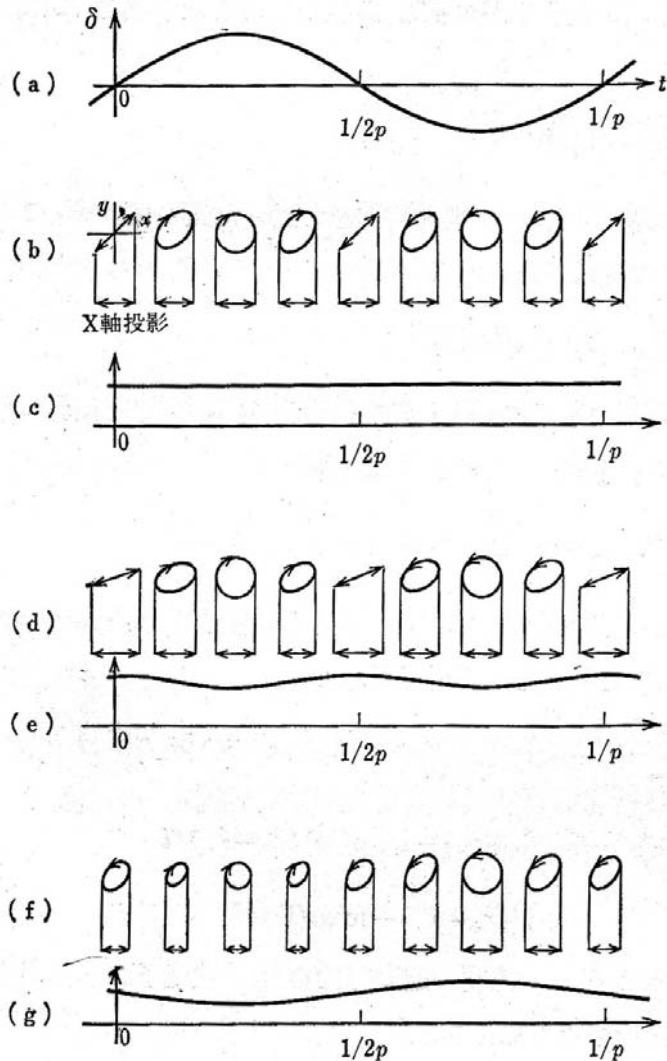 δ
(a)
0
1/2p
1/p
t
y
x
(b)
X軸投影
(c)
0
1/2p
1/p
(d)
(e)
0
1/2p
1/p
(f)
(g)
0
1/2p
1/p